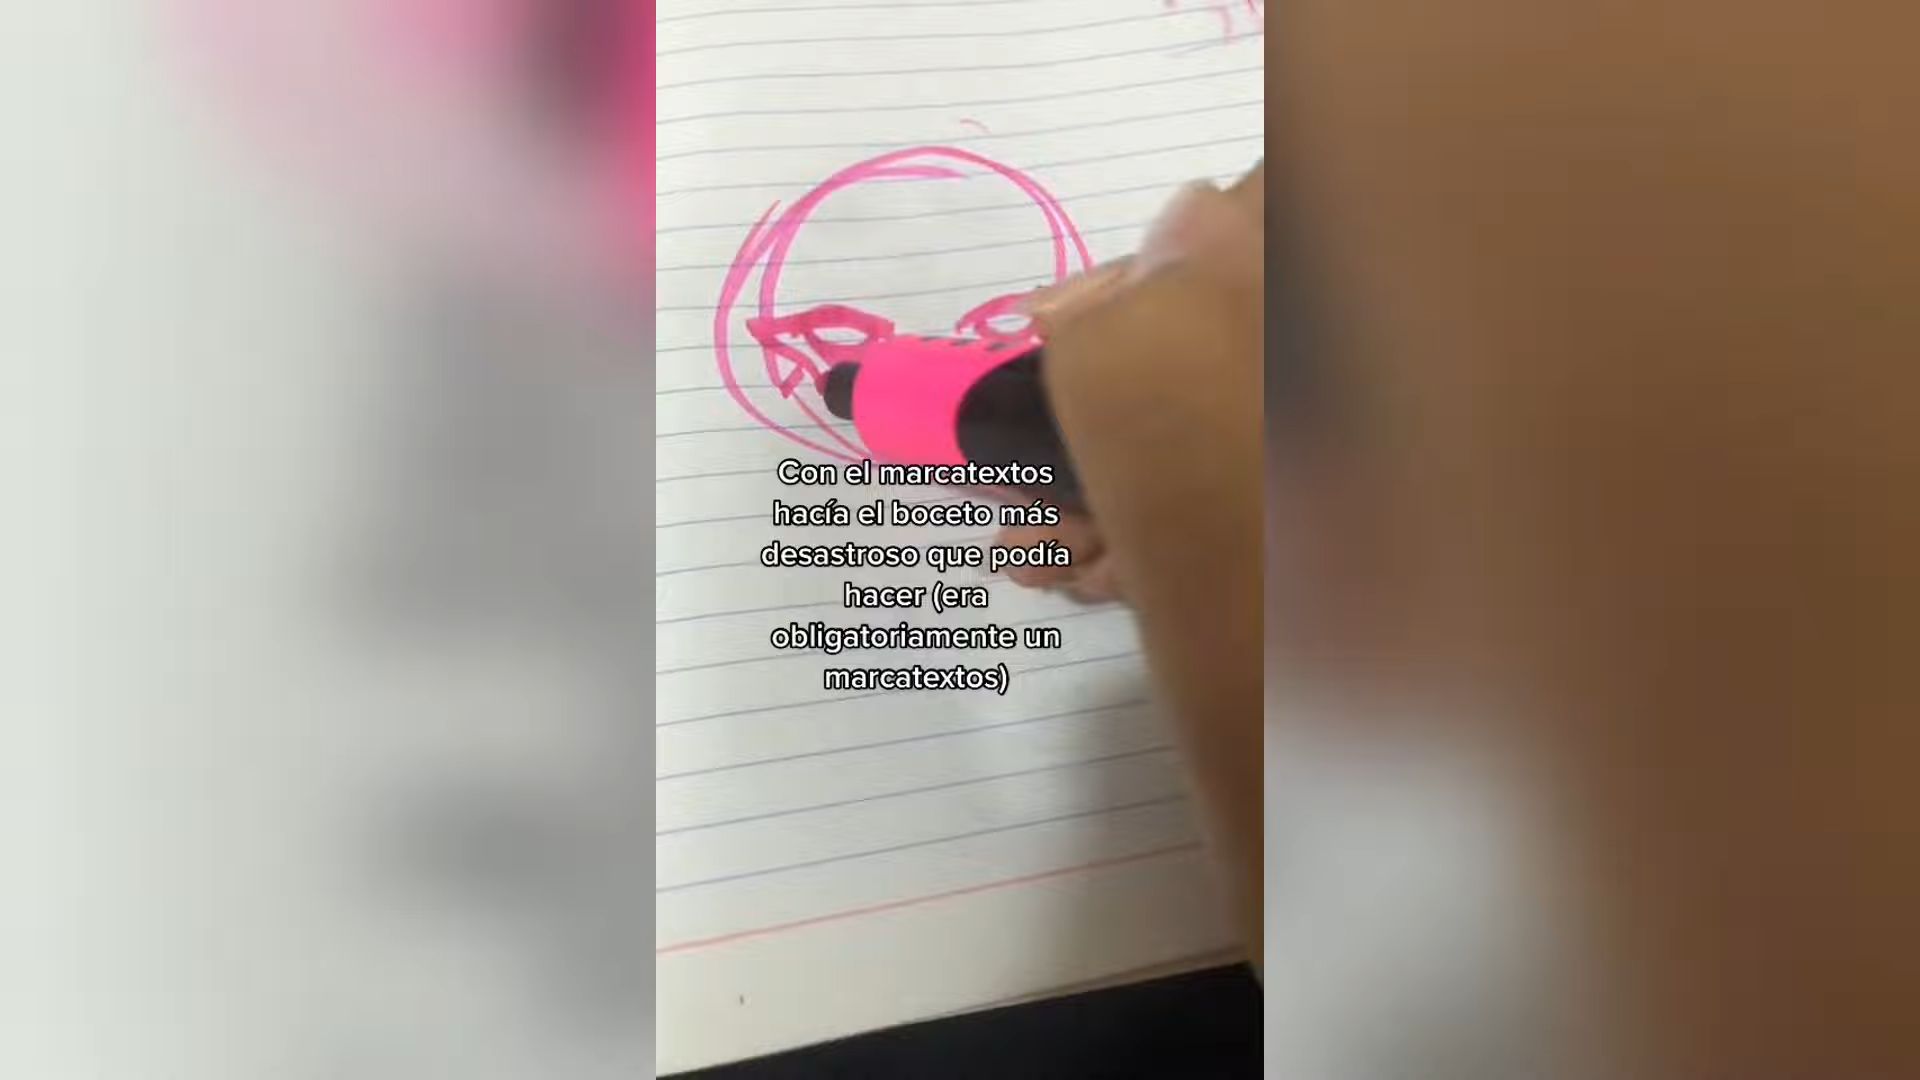 Con el marcatextos
hacía el boceto más
desastroso que podía
hacer (era
obligatoriamente un
marcatextos)